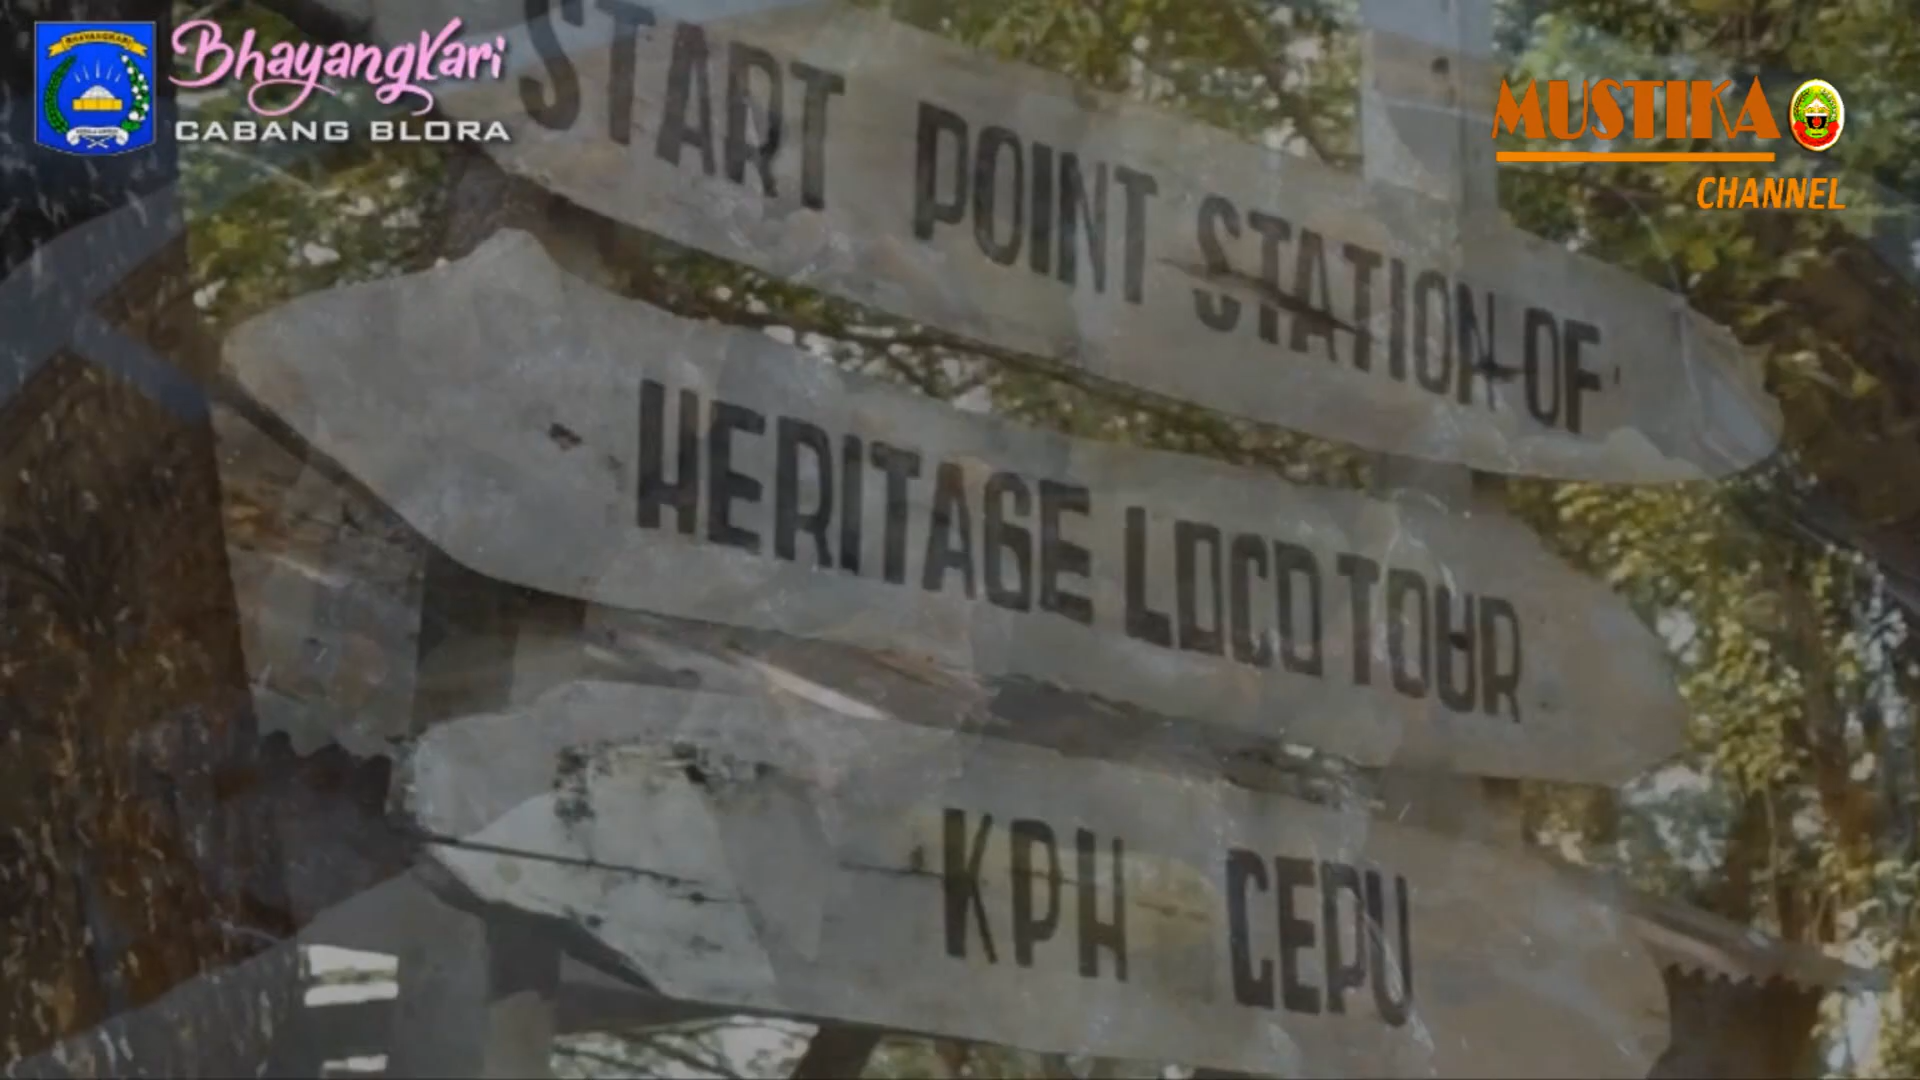 Bhayangkari
CABANG BLORA
MUSTIKA
CHANNEL
START POINT STATION OF
HERITAGE LOCO TOUR
KPH CEPU